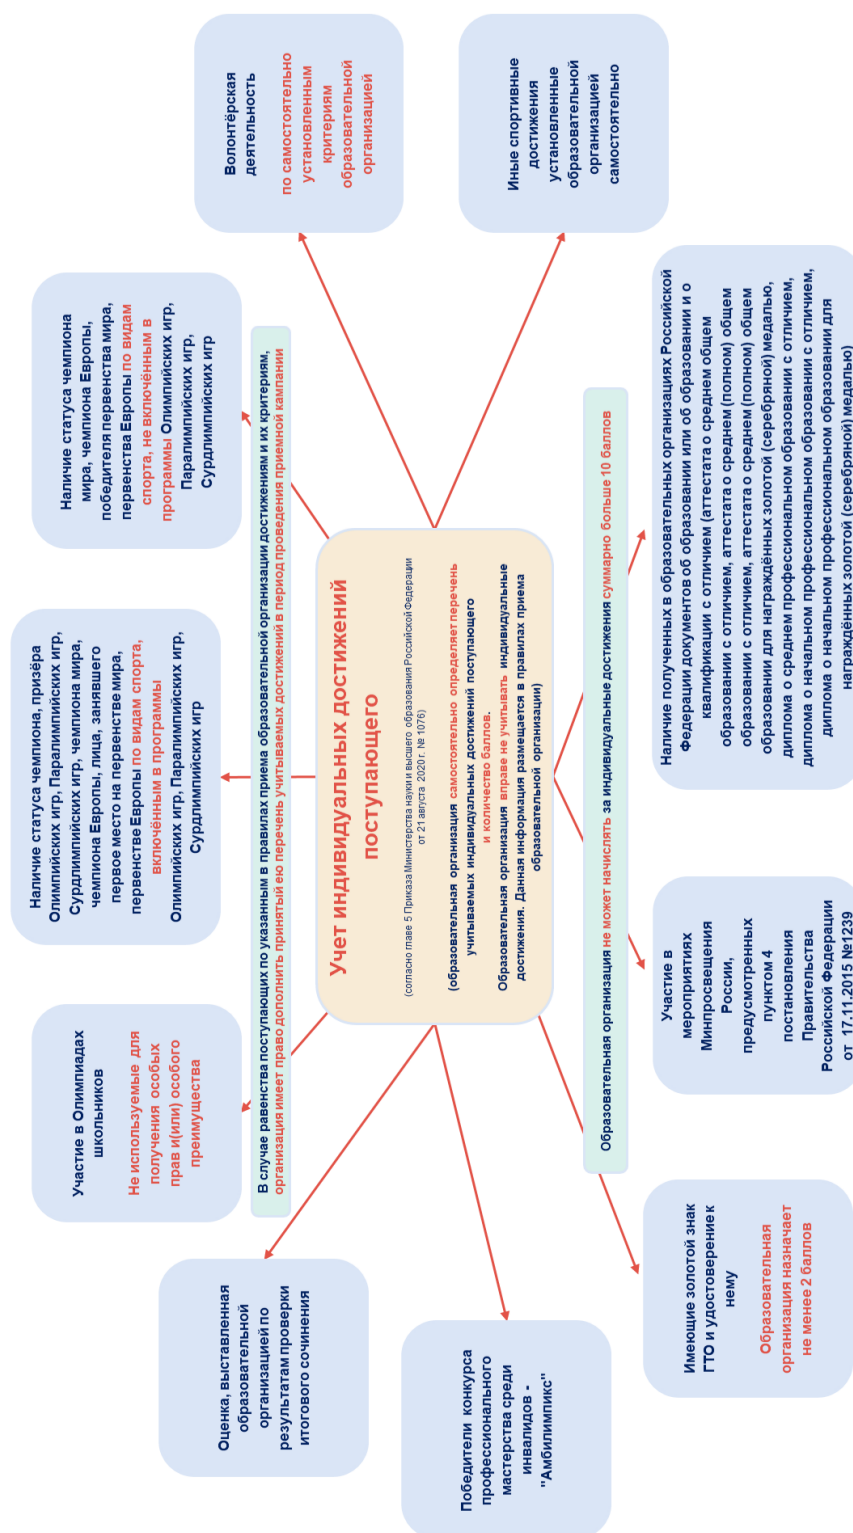 Оценка, выставленная
образовательной
организацией по
результатам проверки
итогового сочинения
Участие в Олимпиадах
школьников
Не используемые для
получения особых
прав и(или) особого
преимущества
Наличие статуса чемпиона, призёра
Олимпийских игр, Паралимпийских игр,
Сурдлимпийских игр, чемпиона мира,
чемпиона Европы, лица, занявшего
первое место на первенстве мира,
первенстве Европы по видам спорта,
включённым в программы
Олимпийских игр, Паралимпийских игр,
Сурдлимпийских игр
Наличие статуса чемпиона
мира, чемпиона Европы,
победителя первенства мира,
первенства Европы по видам
спорта, не включённым в
программы Олимпийских игр,
Паралимпийских игр,
Сурдлимпийских игр
Волонтёрская
деятельность
по самостоятельно
установленным
критериям
образовательной
организацией
В случае равенства поступающих по указанным в правилах приема образовательной организации достижениям и их критериям,
организация имеет право дополнить принятый ею перечень учитываемых достижений в период проведения приемной кампании
Учет индивидуальных достижений
поступающего
(согласно главе 5 Приказа Министерства науки и высшего образования Российской Федерации
от 21 августа 2020 г. № 1076)
(образовательная организация самостоятельно определяет перечень
учитываемых индивидуальных достижений поступающего
и количество баллов.
Образовательная организация вправе не учитывать индивидуальные
достижения. Данная информация размещается в правилах приема
образовательной организации)
Образовательная организация не может начислять за индивидуальные достижения суммарно больше 10 баллов
Победители конкурса
профессионального
мастерства среди
инвалидов -
"Амбилимпикс"
Имеющие золотой знак
ГТО и удостоверение к
нему
Образовательная
организация назначает
не менее 2 баллов
Участие в
мероприятиях
Минпросвещения
России,
предусмотренных
пунктом 4
постановления
Правительства
Российской Федерации
от 17.11.2015 №1239
Наличие полученных в образовательных организациях Российской
Федерации документов об образовании или об образовании и о
квалификации с отличием (аттестата о среднем общем
образовании с отличием, аттестата о среднем (полном) общем
образовании с отличием, аттестата о среднем (полном) общем
образовании для награждённых золотой (серебряной) медалью,
диплома о среднем профессиональном образовании с отличием,
диплома о начальном профессиональном образовании с отличием,
диплома о начальном профессиональном образовании для
награждённых золотой (серебряной) медалью)
Иные спортивные
достижения
установленные
образовательной
организацией
самостоятельно